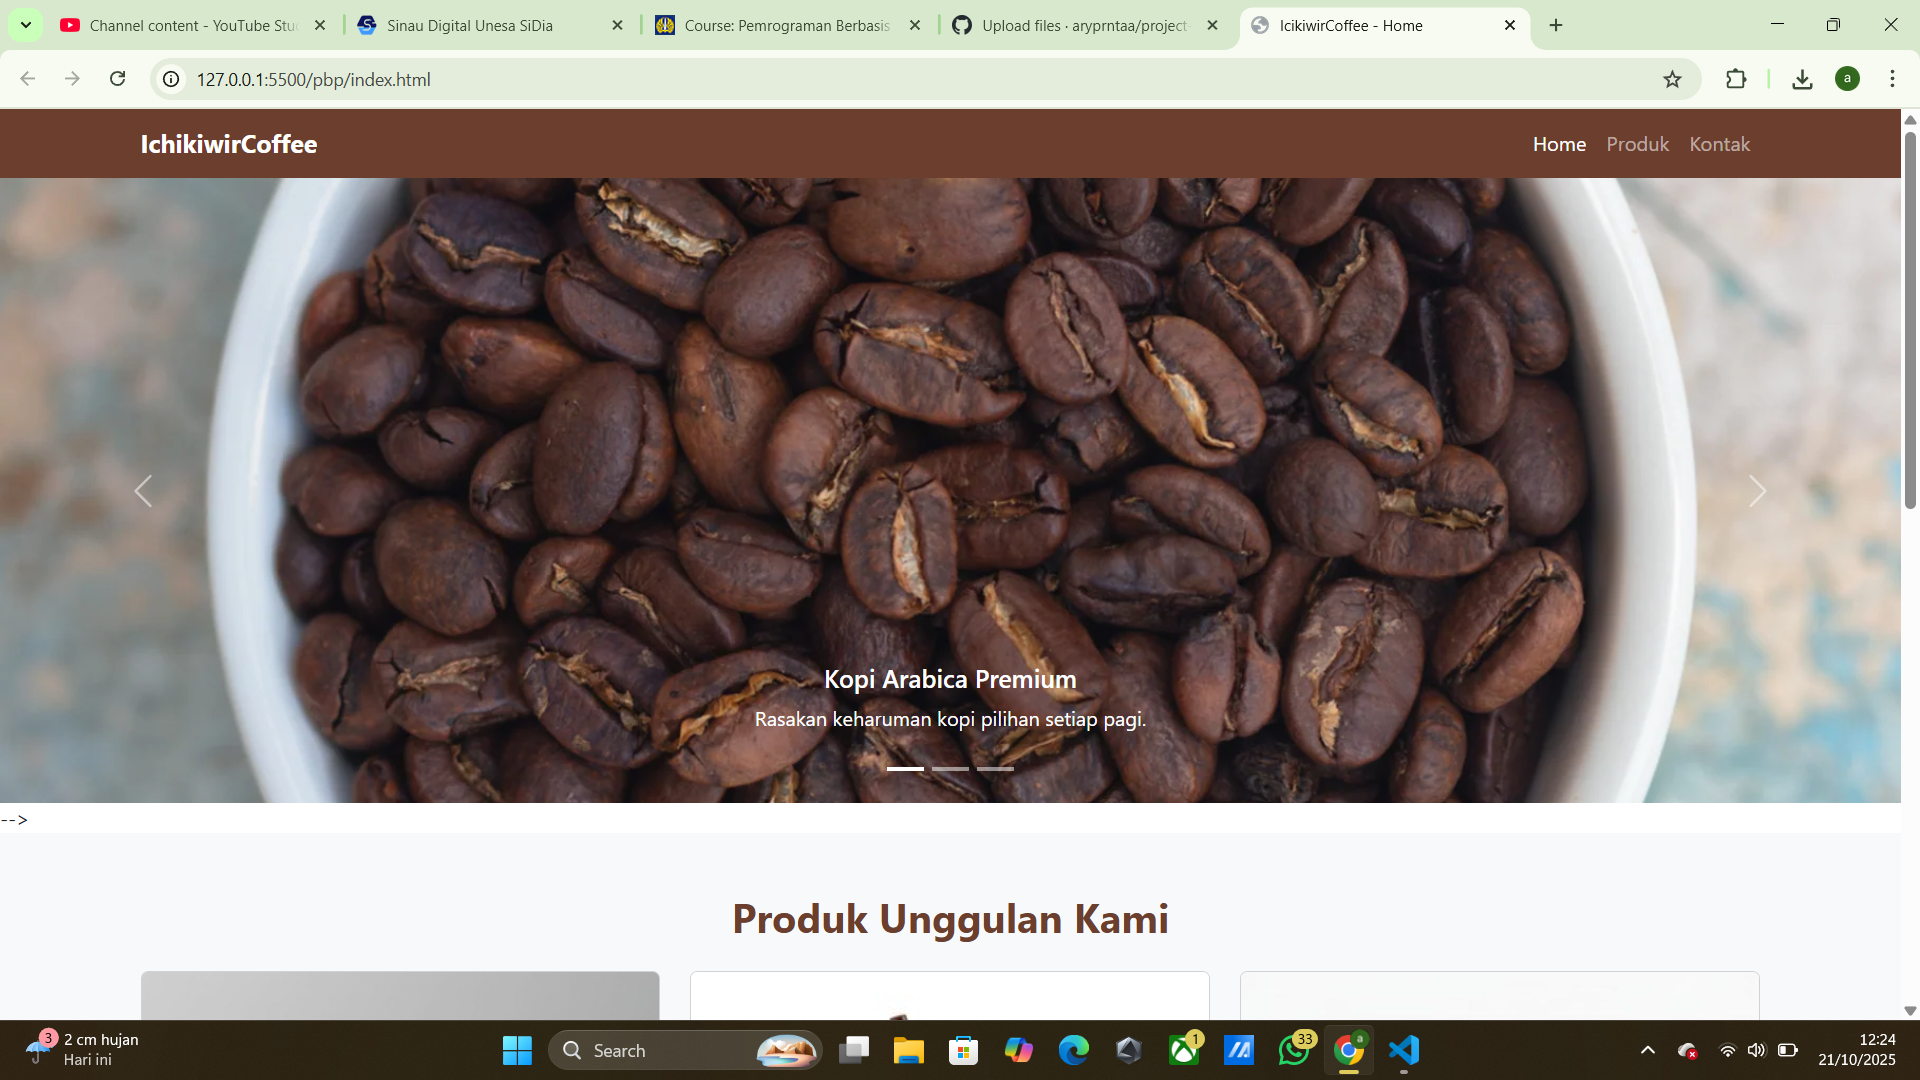 Channel content - YouTube Stu
Sinau Digital Unesa SiDia
Course: Pemrograman Berbasis
Upload files · aryprntaa/project-
IcikiwirCoffee - Home
127.0.0.1:5500/pbp/index.html
a
IchikiwirCoffee
Home
Produk
Kontak
Kopi Arabica Premium
Rasakan keharuman kopi pilihan setiap pagi.
-->
Produk Unggulan Kami
3
2 cm hujan
Hari ini
Search
1
33
a
12:24
21/10/2025